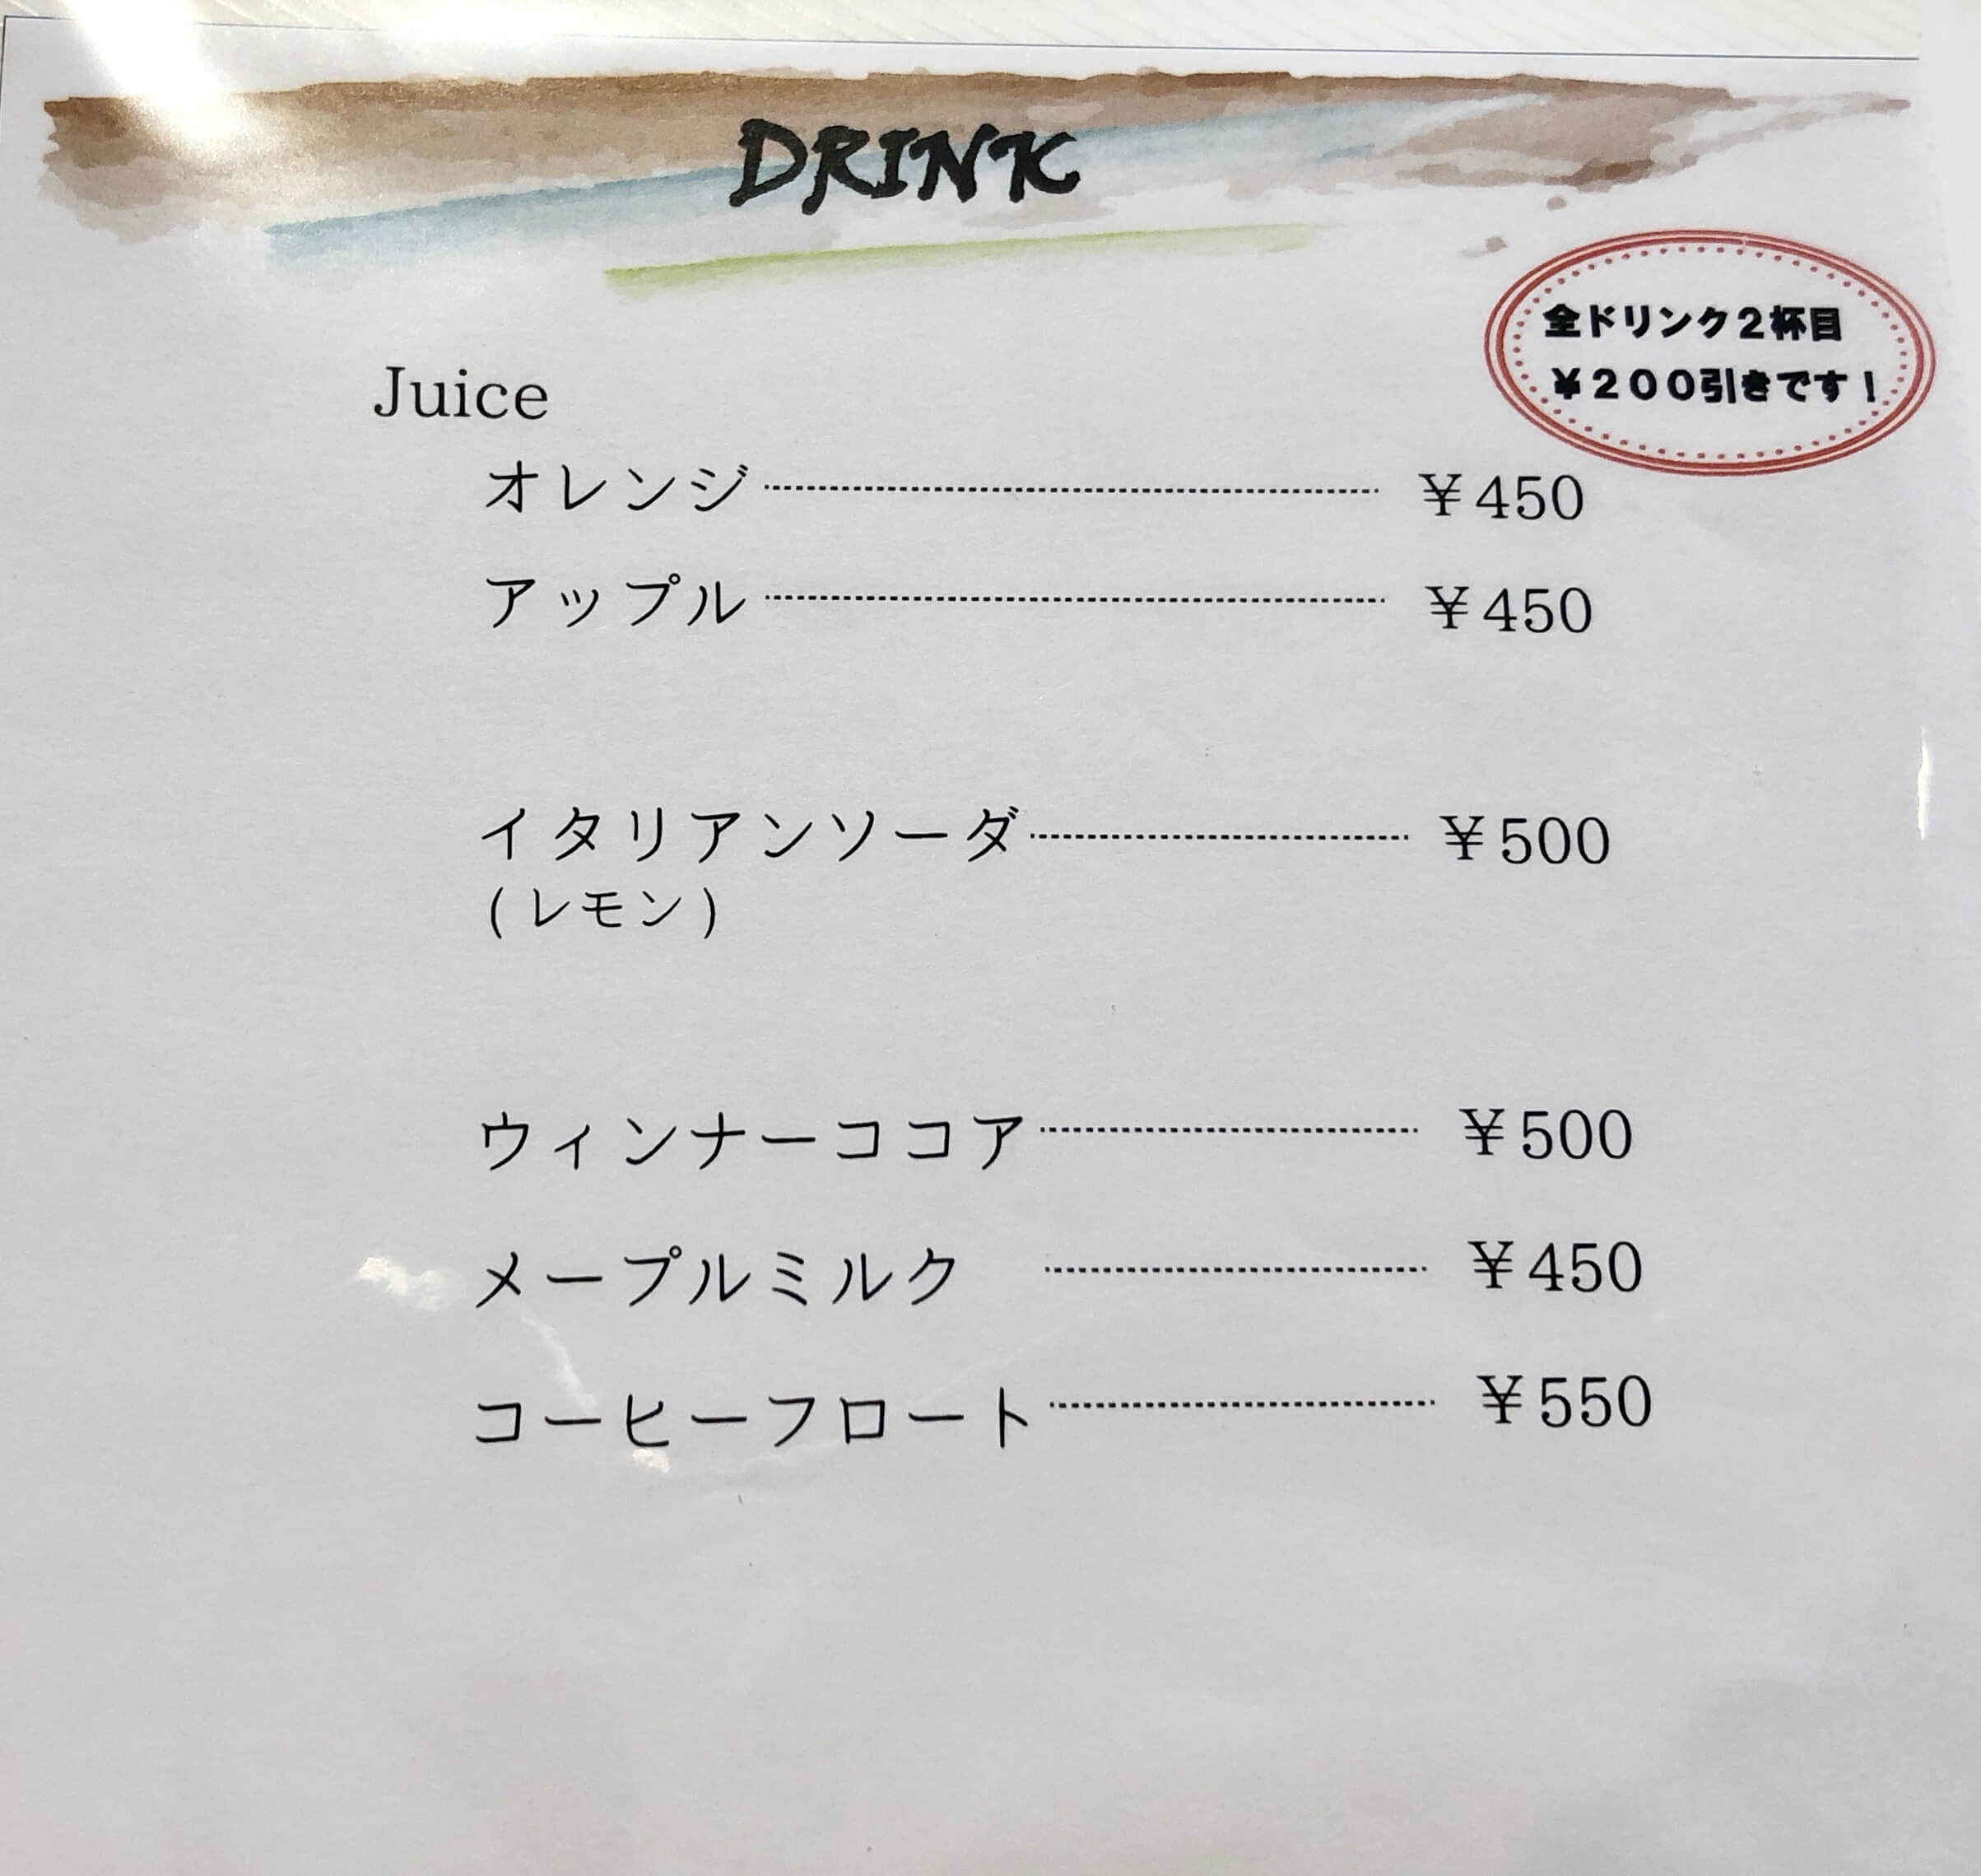 DRINK
全ドリンク２杯目
￥２００引きです！
Juice
オレンジ ¥450
アップル ¥450
イタリアンソーダ ¥500
(レモン)
ウィンナーココア ¥500
メープルミルク ¥450
コーヒーフロート ¥550